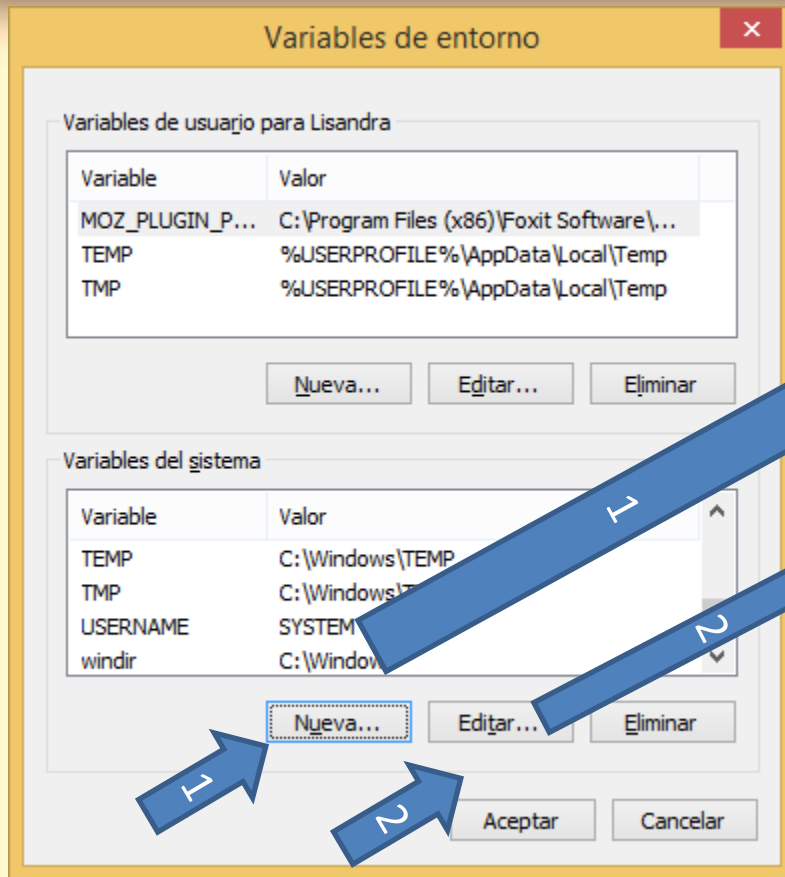 Variables de entorno
Variables de usuario para Lisandra
Variable Valor
MOZ_PLUGIN_P... C:\Program Files (x86)\Foxit Software\...
TEMP %USERPROFILE%\AppData\Local\Temp
TMP %USERPROFILE%\AppData\Local\Temp
Nueva... Editar... Eliminar
Variables del sistema
Variable Valor
TEMP C:\Windows\TEMP
TMP
USERNAME SYSTEM
windir
1
2
Nueva... Editar... Eliminar
1
2
Aceptar Cancelar